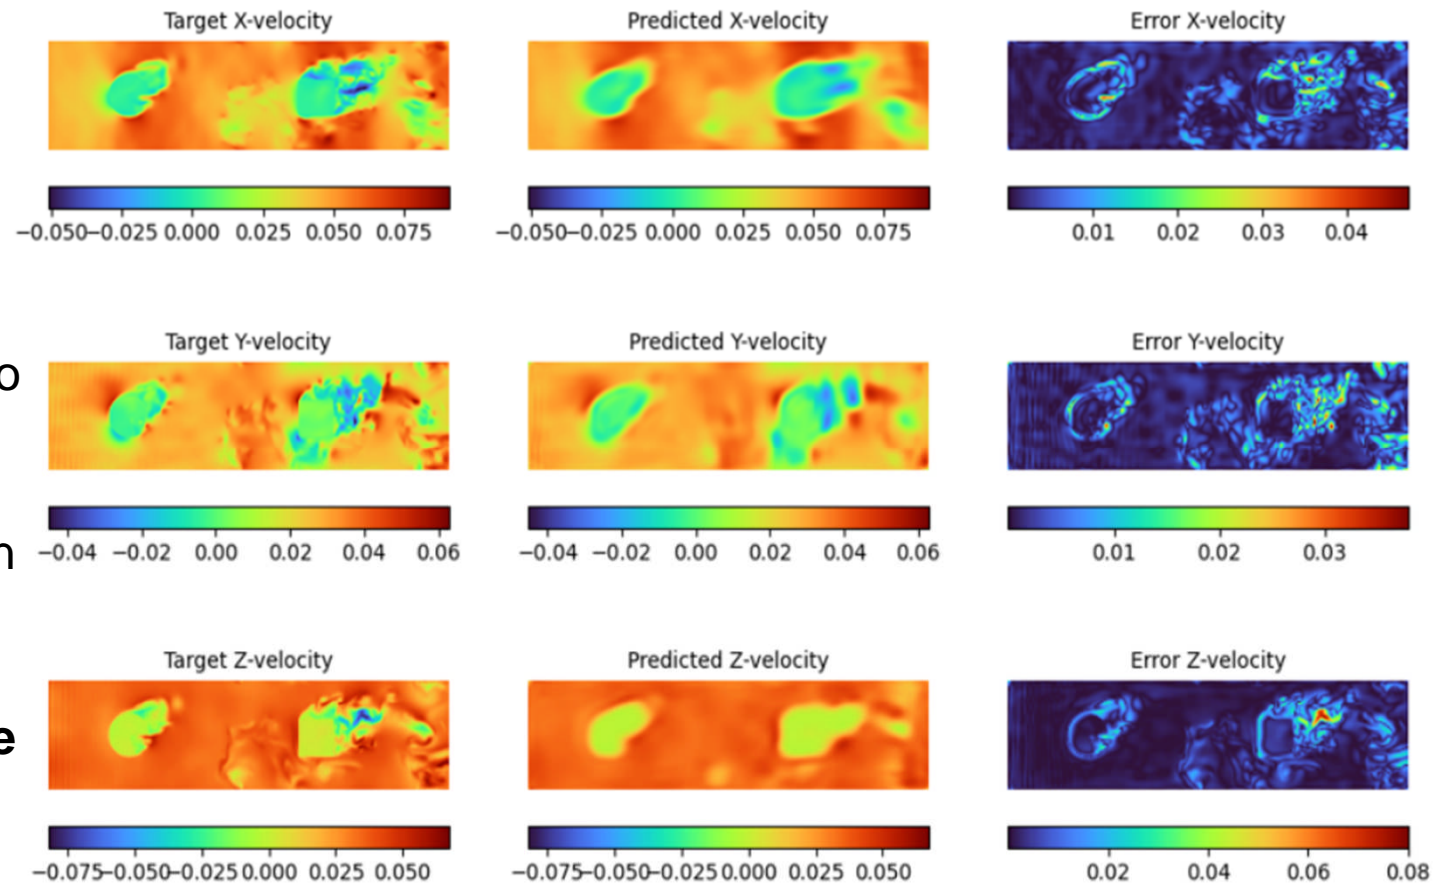 Target X-velocity Predicted X-velocity Error X-velocity
−0.050−0.025 0.000 0.025 0.050 0.075 −0.050−0.025 0.000 0.025 0.050 0.075 0.01 0.02 0.03 0.04
Target Y-velocity Predicted Y-velocity Error Y-velocity
o
−0.04 −0.02 0.00 0.02 0.04 0.06 −0.04 −0.02 0.00 0.02 0.04 0.06 0.01 0.02 0.03
n
Target Z-velocity Predicted Z-velocity Error Z-velocity
e
−0.075−0.050−0.025 0.000 0.025 0.050 −0.075−0.050−0.025 0.000 0.025 0.050 0.02 0.04 0.06 0.08